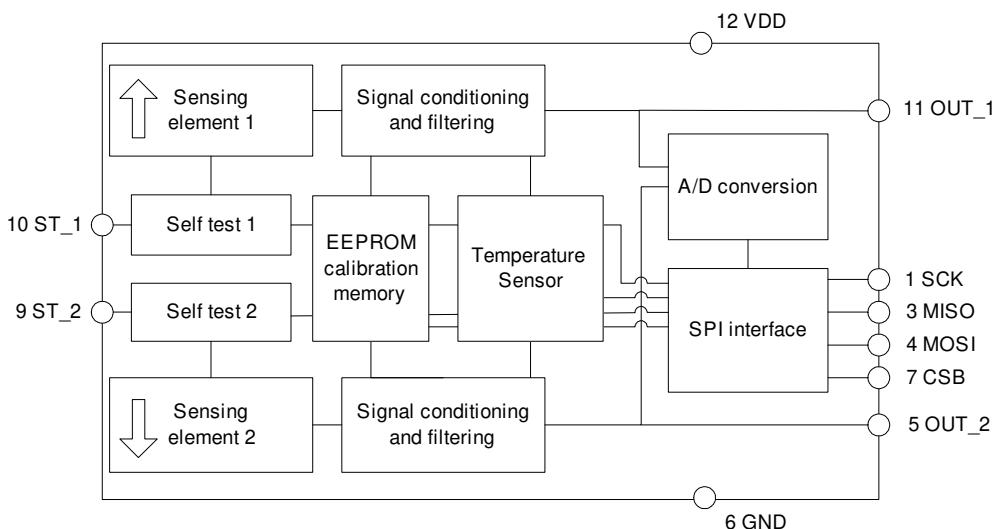 12 VDD
Sensing
element 1
Signal conditioning
and filtering
11 OUT_1
A/D conversion
10 ST_1
Self test 1
EEPROM
calibration
memory
Temperature
Sensor
9 ST_2
Self test 2
SPI interface
1 SCK
3 MISO
4 MOSI
7 CSB
Sensing
element 2
Signal conditioning
and filtering
5 OUT_2
6 GND